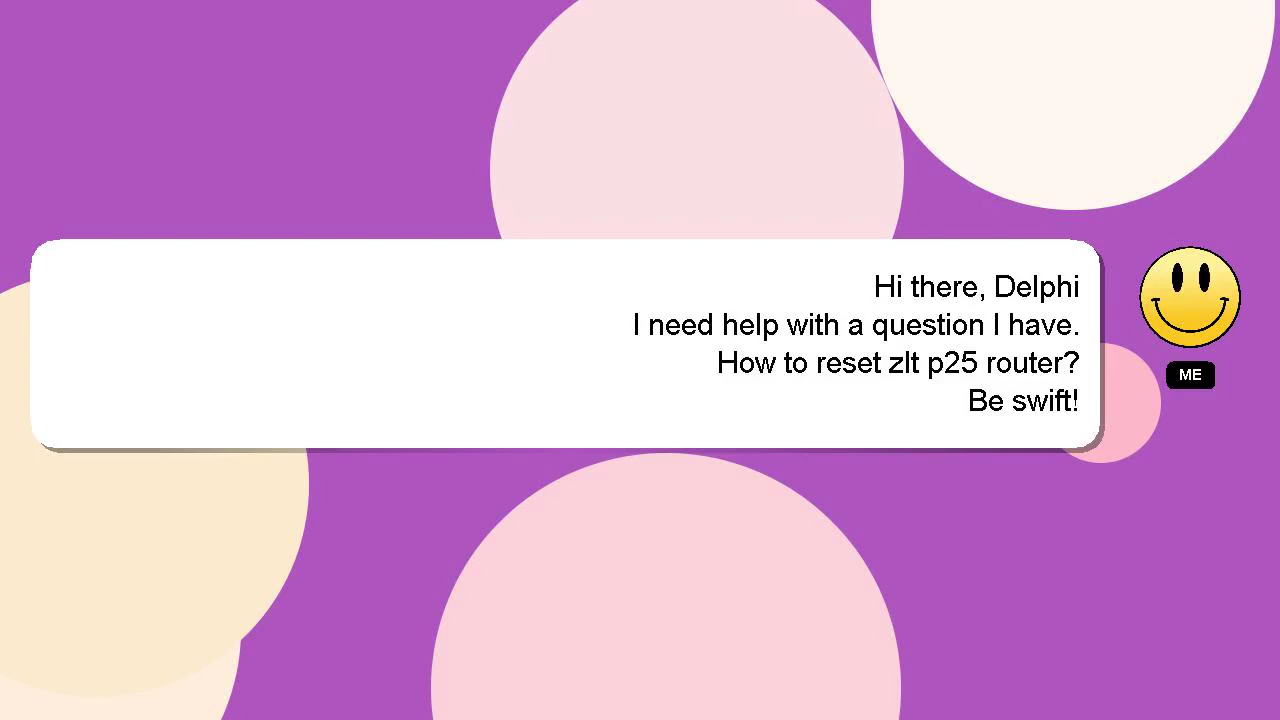 Hi there, Delphi
I need help with a question I have.
How to reset zlt p25 router?
Be swift!
ME